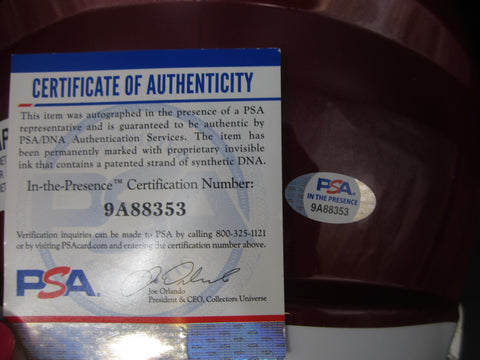 CERTIFICATE OF AUTHENTICITY
This item was autographed in the presence of a PSA
representative and is guaranteed to be authentic by
PSA/DNA Authentication Services. The item has
been permanently marked with proprietary invisible
ink that contains a patented strand of synthetic DNA.
In-the-Presence™ Certification Number:
9A88353
Verification inquiries can be made to PSA by calling 800-325-1121
or by visiting PSAcard.com and entering the certification number above.
PSA.
Joe Orlando
President & CEO, Collectors Universe
PSA
IN THE PRESENCE
9A88353